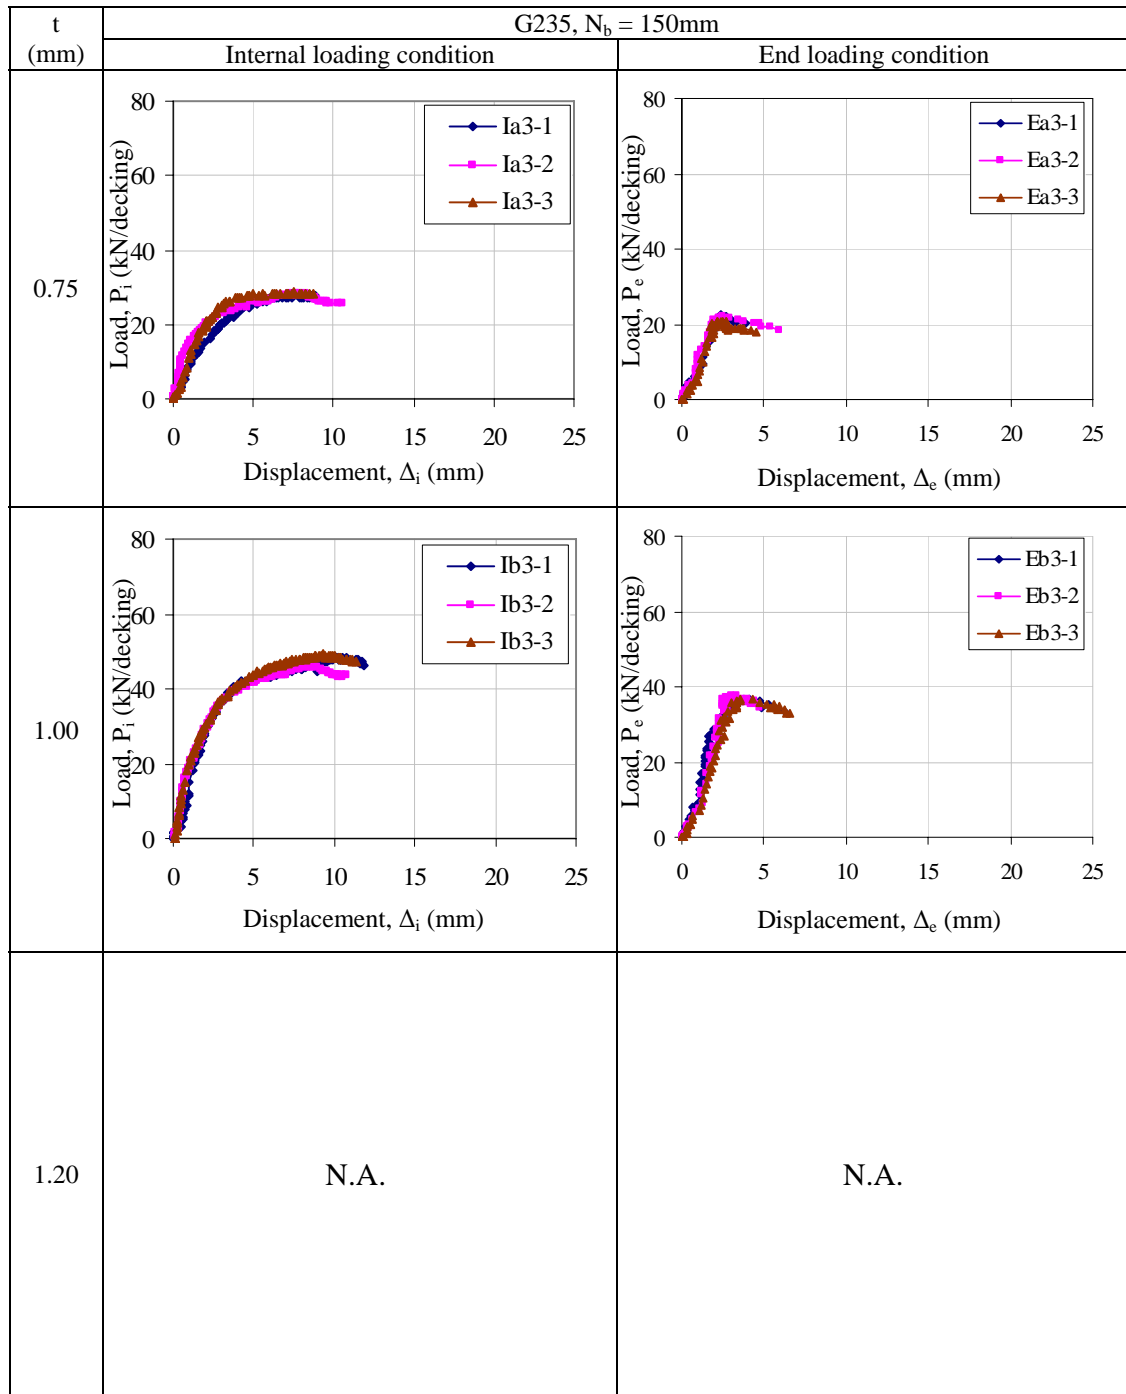 t
(mm)
G235, N_b = 150mm
Internal loading condition
End loading condition
0.75
Load, P_i (kN/decking)
80
60
40
20
0
0 5 10 15 20 25
Displacement, Δ_i (mm)
Ia3-1
Ia3-2
Ia3-3
Load, P_e (kN/decking)
80
60
40
20
0
0 5 10 15 20 25
Displacement, Δ_e (mm)
Ea3-1
Ea3-2
Ea3-3
1.00
Load, P_i (kN/decking)
80
60
40
20
0
0 5 10 15 20 25
Displacement, Δ_i (mm)
Ib3-1
Ib3-2
Ib3-3
Load, P_e (kN/decking)
80
60
40
20
0
0 5 10 15 20 25
Displacement, Δ_e (mm)
Eb3-1
Eb3-2
Eb3-3
1.20
N.A.
N.A.